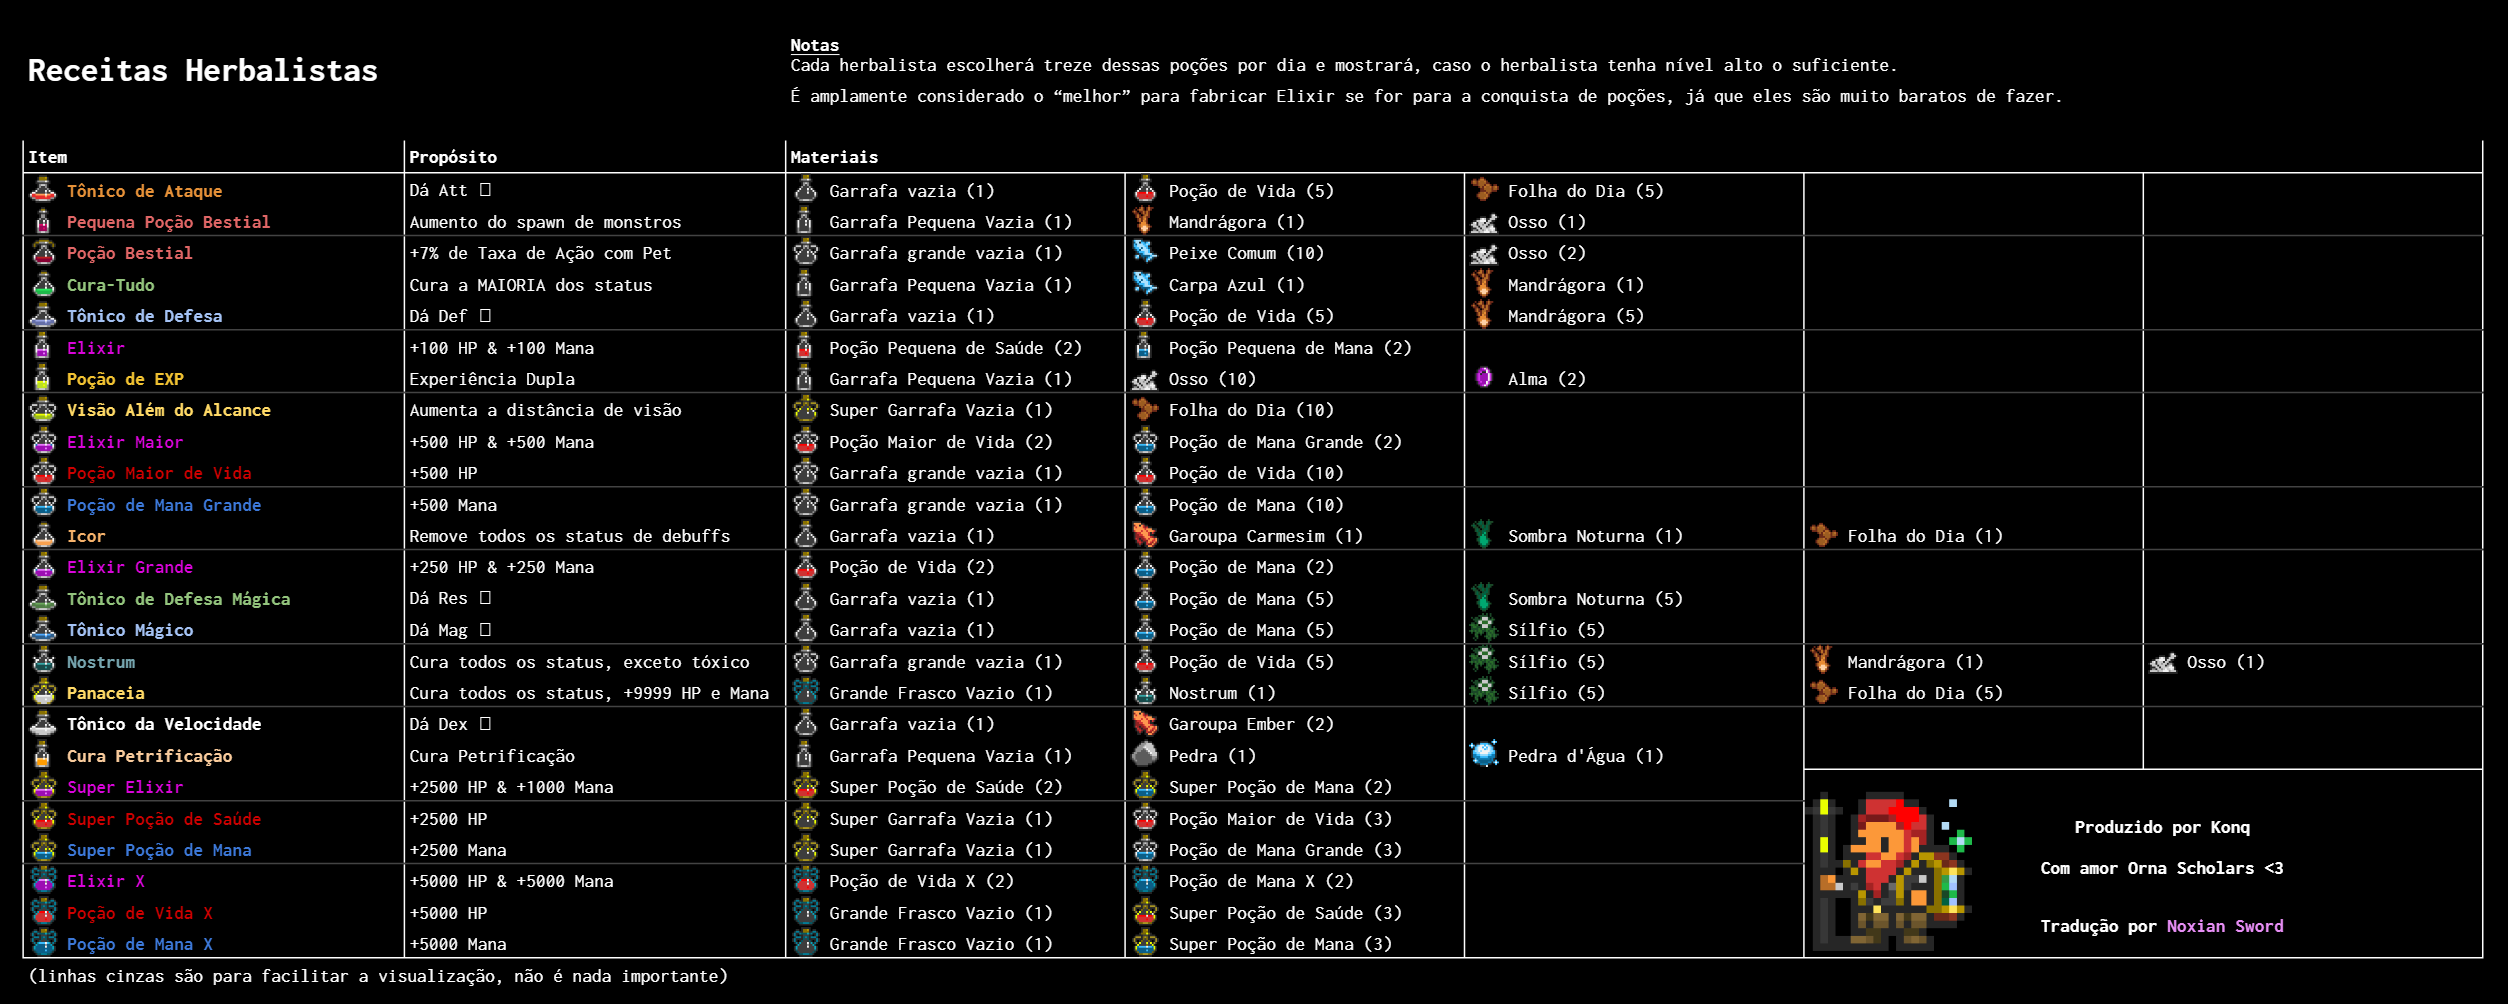 Receitas Herbalistas
Notas
Cada herbalista escolherá treze dessas poções por dia e mostrará, caso o herbalista tenha nível alto o suficiente.
É amplamente considerado o “melhor” para fabricar Elixir se for para a conquista de poções, já que eles são muito baratos de fazer.
Item Propósito Materiais
Tônico de Ataque Dá Att Garrafa vazia (1) Poção de Vida (5) Folha do Dia (5)
Pequena Poção Bestial Aumento do spawn de monstros Garrafa Pequena Vazia (1) Mandrágora (1) Osso (1)
Poção Bestial +7% de Taxa de Ação com Pet Garrafa grande vazia (1) Peixe Comum (10) Osso (2)
Cura-Tudo Cura a MAIORIA dos status Garrafa Pequena Vazia (1) Carpa Azul (1) Mandrágora (1)
Tônico de Defesa Dá Def Garrafa vazia (1) Poção de Vida (5) Mandrágora (5)
Elixir +100 HP & +100 Mana Poção Pequena de Saúde (2) Poção Pequena de Mana (2)
Poção de EXP Experiência Dupla Garrafa Pequena Vazia (1) Osso (10) Alma (2)
Visão Além do Alcance Aumenta a distância de visão Super Garrafa Vazia (1) Folha do Dia (10)
Elixir Maior +500 HP & +500 Mana Poção Maior de Vida (2) Poção de Mana Grande (2)
Poção Maior de Vida +500 HP Garrafa grande vazia (1) Poção de Vida (10)
Poção de Mana Grande +500 Mana Garrafa grande vazia (1) Poção de Mana (10)
Icor Remove todos os status de debuffs Garrafa vazia (1) Garoupa Carmesim (1) Sombra Noturna (1) Folha do Dia (1)
Elixir Grande +250 HP & +250 Mana Poção de Vida (2) Poção de Mana (2)
Tônico de Defesa Mágica Dá Res Garrafa vazia (1) Poção de Mana (5) Sombra Noturna (5)
Tônico Mágico Dá Mag Garrafa vazia (1) Poção de Mana (5) Sílfio (5)
Nostrum Cura todos os status, exceto tóxico Garrafa grande vazia (1) Poção de Vida (5) Sílfio (5) Mandrágora (1) Osso (1)
Panaceia Cura todos os status, +9999 HP e Mana Grande Frasco Vazio (1) Nostrum (1) Sílfio (5) Folha do Dia (5)
Tônico da Velocidade Dá Dex Garrafa vazia (1) Garoupa Ember (2)
Cura Petrificação Cura Petrificação Garrafa Pequena Vazia (1) Pedra (1) Pedra d'Água (1)
Super Elixir +2500 HP & +1000 Mana Super Poção de Saúde (2) Super Poção de Mana (2)
Super Poção de Saúde +2500 HP Super Garrafa Vazia (1) Poção Maior de Vida (3)
Super Poção de Mana +2500 Mana Super Garrafa Vazia (1) Poção de Mana Grande (3)
Elixir X +5000 HP & +5000 Mana Poção de Vida X (2) Poção de Mana X (2)
Poção de Vida X +5000 HP Grande Frasco Vazio (1) Super Poção de Saúde (3)
Poção de Mana X +5000 Mana Grande Frasco Vazio (1) Super Poção de Mana (3)
Produzido por Konq
Com amor Orna Scholars <3
Tradução por Noxian Sword
(linhas cinzas são para facilitar a visualização, não é nada importante)